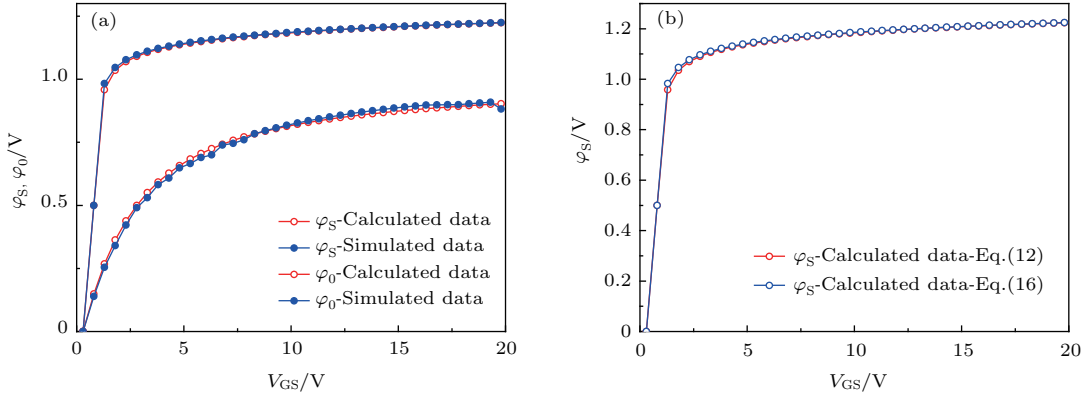 (a)
φS, φ0/V
1.0
0.5
0
0
5
10
15
20
VGS/V
φS-Calculated data
φS-Simulated data
φ0-Calculated data
φ0-Simulated data
(b)
φS/V
1.2
1.0
0.8
0.6
0.4
0.2
0
0
5
10
15
20
VGS/V
φS-Calculated data-Eq.(12)
φS-Calculated data-Eq.(16)